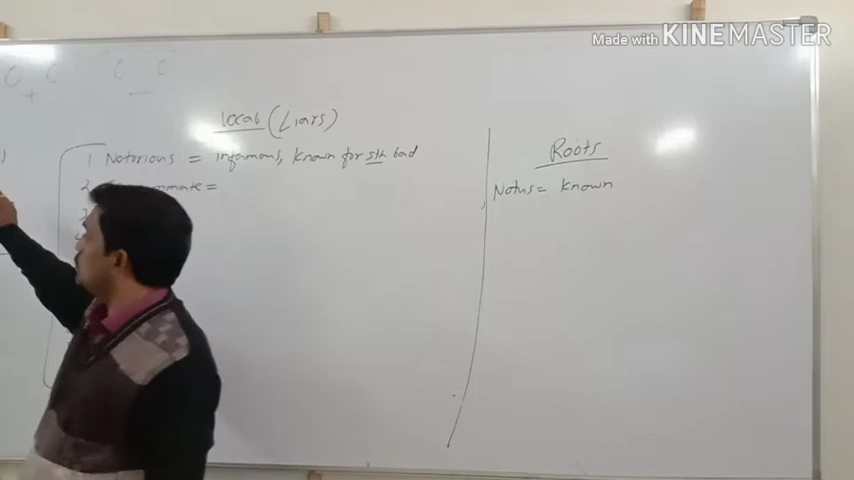 Made with KINEMASTER
Vocab (Liars)
1 Notorious = infamous, known for sth bad
2 =
Roots
Notus = known